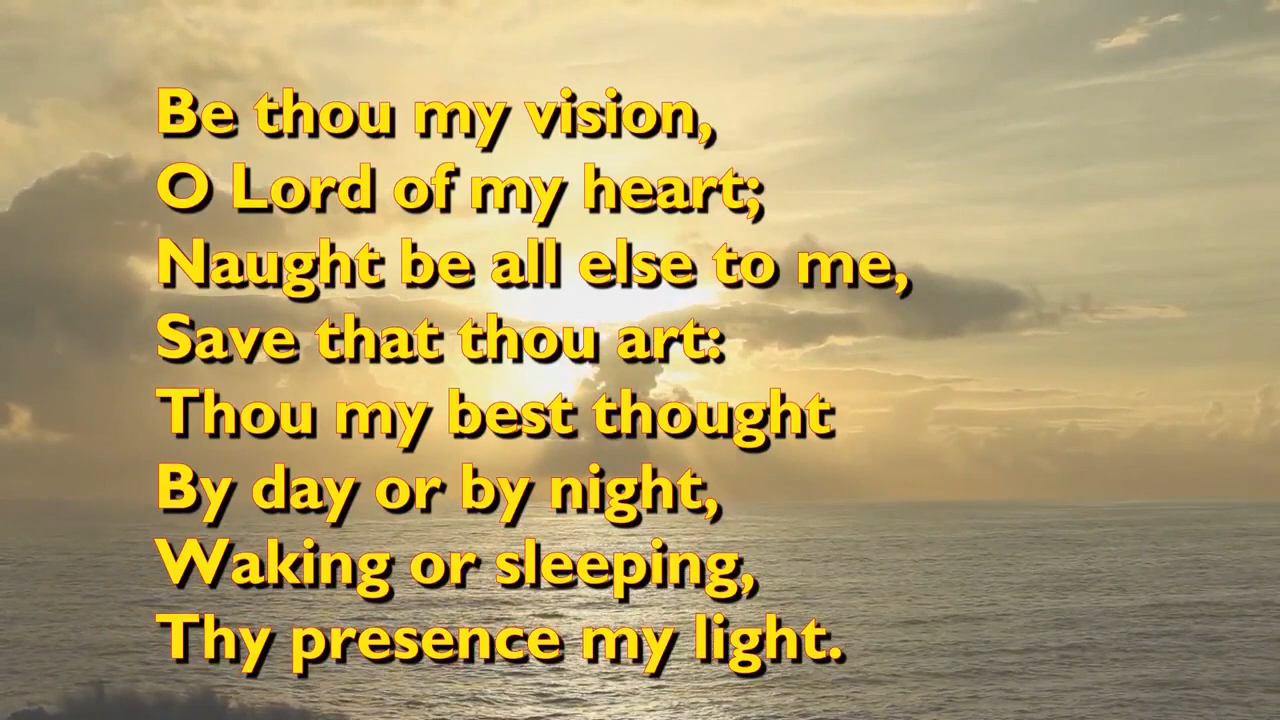 Be thou my vision,
O Lord of my heart;
Naught be all else to me,
Save that thou art:
Thou my best thought
By day or by night,
Waking or sleeping,
Thy presence my light.